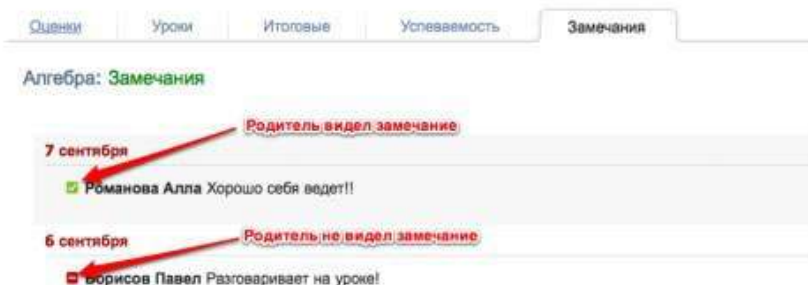 Оценки Уроки Итоговые Успеваемость Замечания
Алгебра: Замечания
Родитель видел замечание
7 сентября
Романова Алла Хорошо себя ведет!!
Родитель не видел замечание
6 сентября
Борисов Павел Разговаривает на уроке!